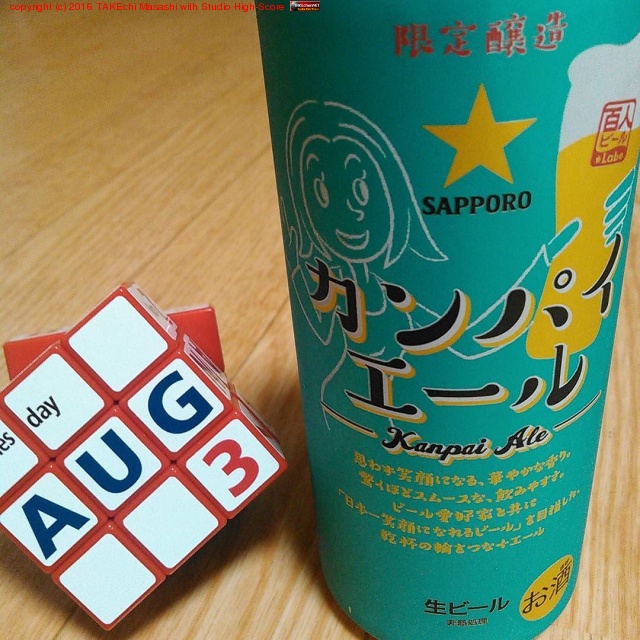 copyright (c) 2016 TAKEchi Masashi with Studio High-Score
限定醸造
百人
ビール
Lab
SAPPORO
カンパイ
エール
Kanpai Ale
思わず笑顔になる、華やかな香り。
驚くほどスムースな、飲みやすさ。
ビール愛好家と共に
「日本一笑顔になれるビール」を目指した、
乾杯の輪をつなぐエール
生ビール
非熱処理
お酒
es day
AUG
3